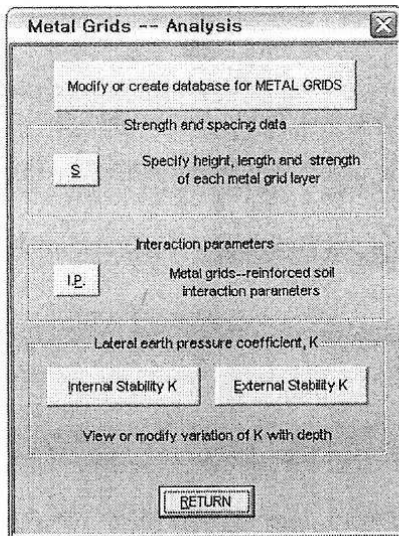 Metal Grids -- Analysis
Modify or create database for METAL GRIDS
Strength and spacing data
S
Specify height, length and strength
of each metal grid layer
Interaction parameters
I.P.
Metal grids--reinforced soil
interaction parameters
Lateral earth pressure coefficient, K
Internal Stability K
External Stability K
View or modify variation of K with depth
RETURN